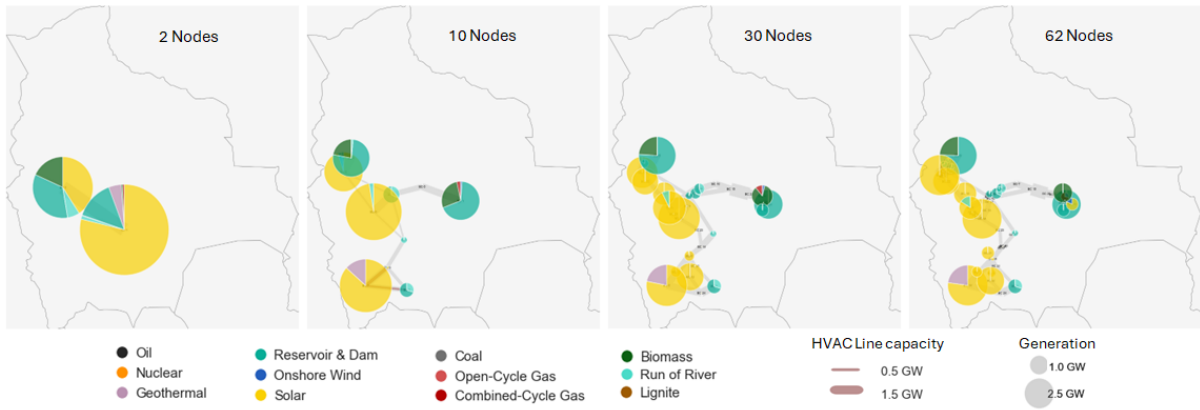 2 Nodes
10 Nodes
30 Nodes
62 Nodes
Oil
Nuclear
Geothermal
Reservoir & Dam
Onshore Wind
Solar
Coal
Open-Cycle Gas
Combined-Cycle Gas
Biomass
Run of River
Lignite
HVAC Line capacity
0.5 GW
1.5 GW
Generation
1.0 GW
2.5 GW